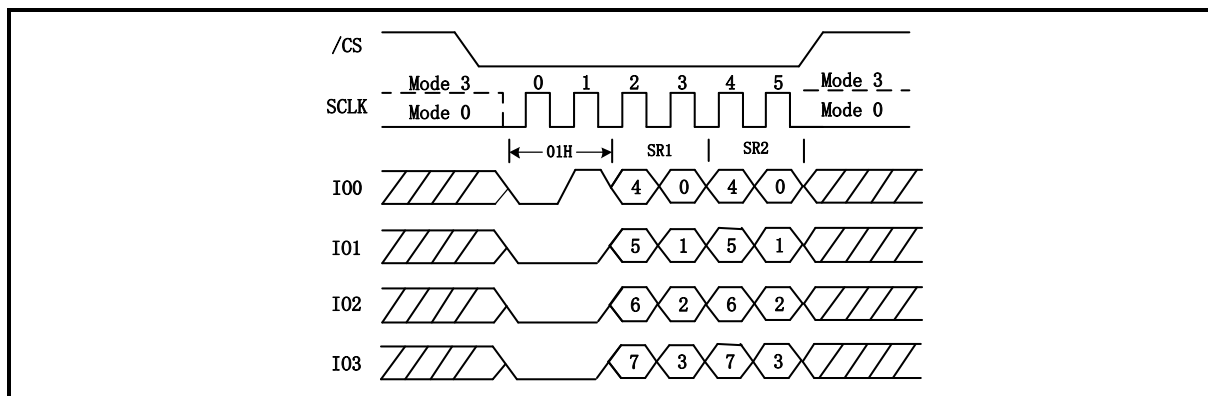 /CS
Mode 3 0 1 2 3 4 5 Mode 3
SCLK Mode 0 Mode 0
01H SR1 SR2
IO0 4 0 4 0
IO1 5 1 5 1
IO2 6 2 6 2
IO3 7 3 7 3